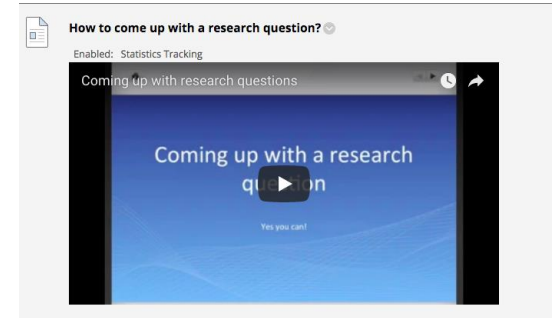 How to come up with a research question?
Enabled: Statistics Tracking
Coming up with research questions
Coming up with a research
question
Yes you can!